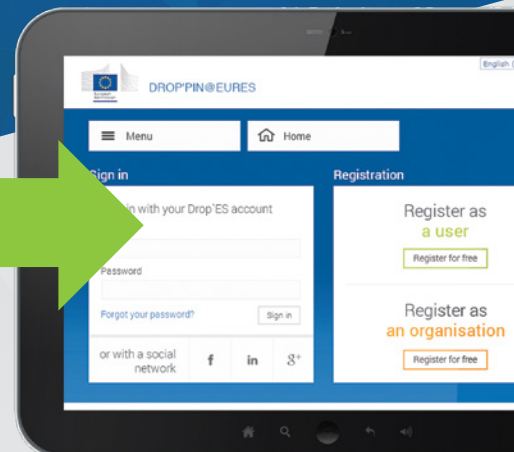 English
DROP'PIN@EURES
Menu
Home
Sign in
Registration
in with your Drop`ES account
Password
Forgot your password?
Sign in
or with a social
network
f
in
g+
Register as
a user
Register for free
Register as
an organisation
Register for free